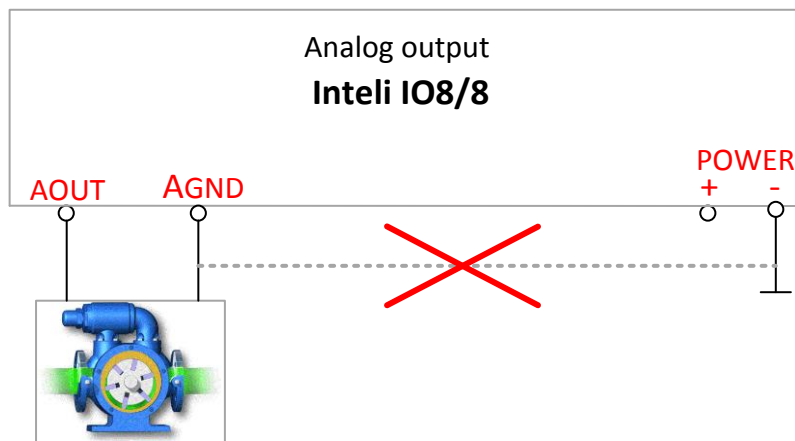 Analog output
Inteli IO8/8
AOUT
AGND
POWER
+ -